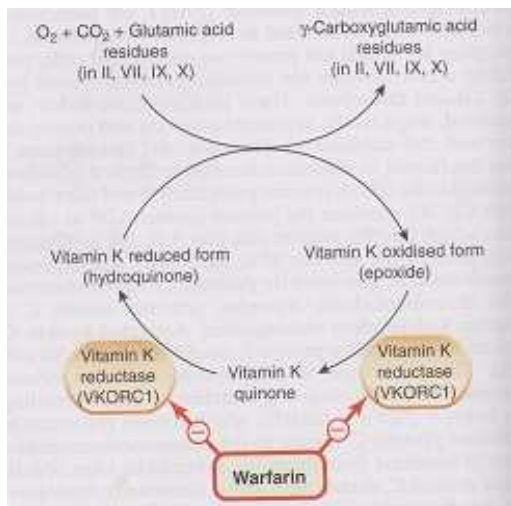 O2 + CO2 + Glutamic acid
residues
(in II, VII, IX, X)
γ-Carboxyglutamic acid
residues
(in II, VII, IX, X)
Vitamin K reduced form
(hydroquinone)
Vitamin K oxidised form
(epoxide)
Vitamin K
reductase
(VKORC1)
Vitamin K
quinone
Vitamin K
reductase
(VKORC1)
−
−
Warfarin